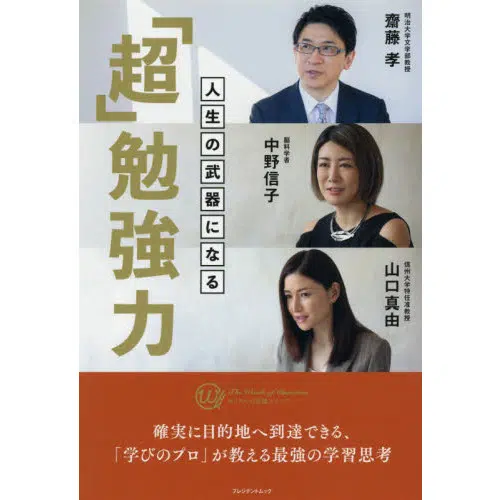 人生の武器になる
「超」勉強力
明治大学文学部教授
齋藤 孝
脳科学者
中野信子
信州大学特任准教授
山口真由
The Wealth of Education
確実に目的地へ到達できる、
「学びのプロ」が教える最強の学習思考
プレジデントムック